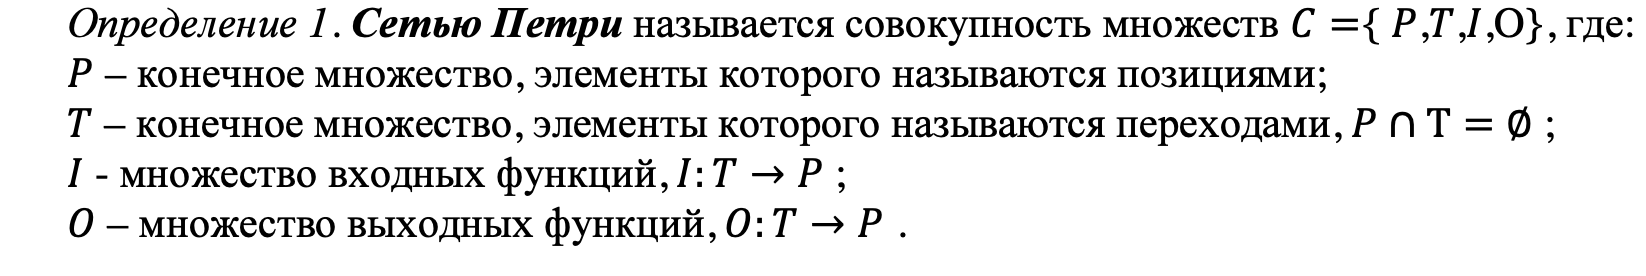 Определение 1. Сетью Петри называется совокупность множеств C ={ P,T,I,O}, где:
P – конечное множество, элементы которого называются позициями;
T – конечное множество, элементы которого называются переходами, P ∩ T = ∅ ;
I - множество входных функций, I: T → P ;
O – множество выходных функций, O: T → P .